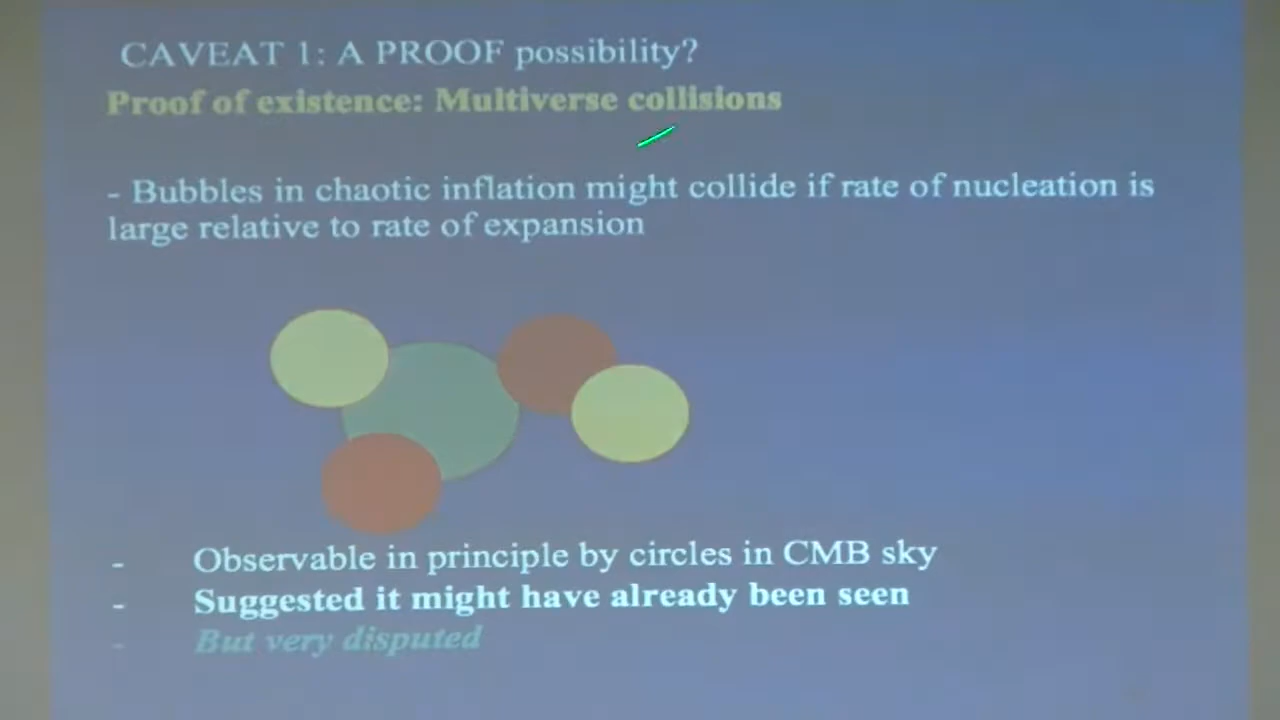 CAVEAT 1: A PROOF possibility?
Proof of existence: Multiverse collisions
- Bubbles in chaotic inflation might collide if rate of nucleation is
large relative to rate of expansion
- Observable in principle by circles in CMB sky
- Suggested it might have already been seen
- But very disputed